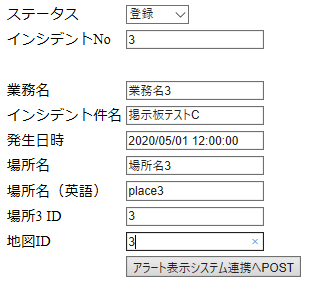 ステータス 登録
インシデントNo 3
業務名 業務名3
インシデント件名 掲示板テストC
発生日時 2020/05/01 12:00:00
場所名 場所名3
場所名（英語） place3
場所3 ID 3
地図ID 3
アラート表示システム連携へPOST